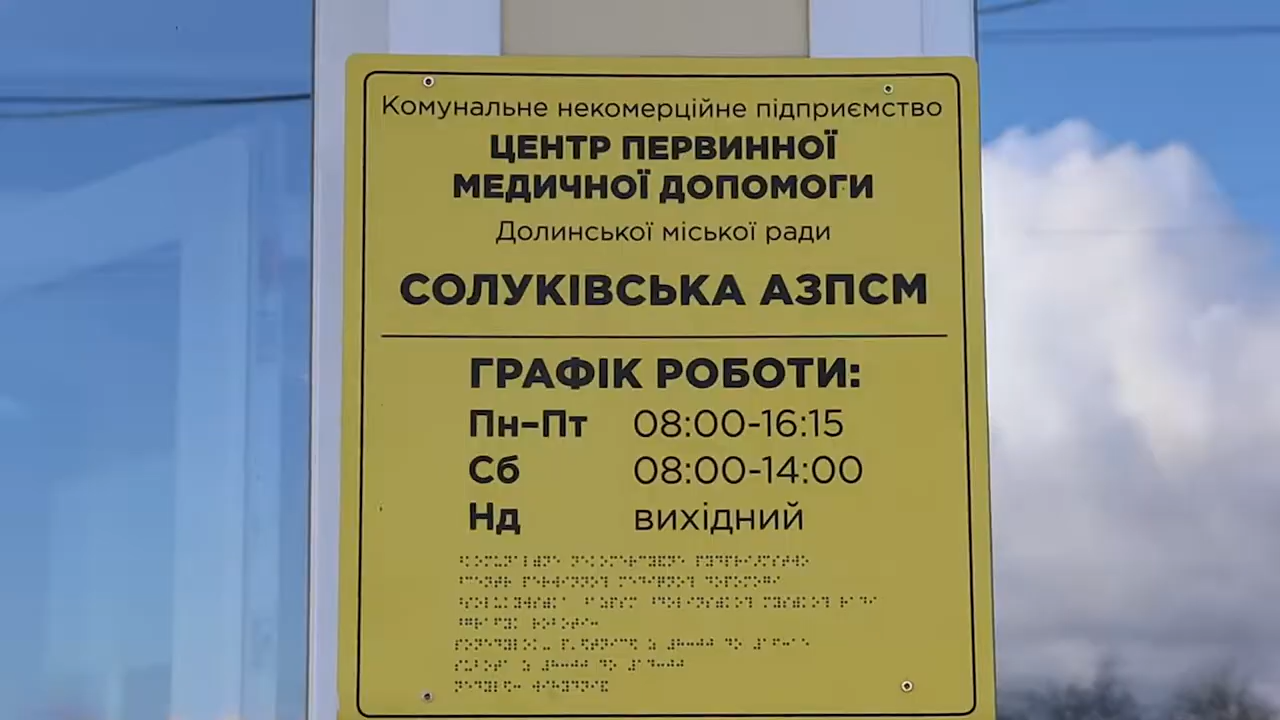 Комунальне некомерційне підприємство
ЦЕНТР ПЕРВИННОЇ
МЕДИЧНОЇ ДОПОМОГИ
Долинської міської ради
СОЛУКІВСЬКА АЗПСМ
ГРАФІК РОБОТИ:
Пн–Пт 08:00-16:15
Сб 08:00-14:00
Нд вихідний